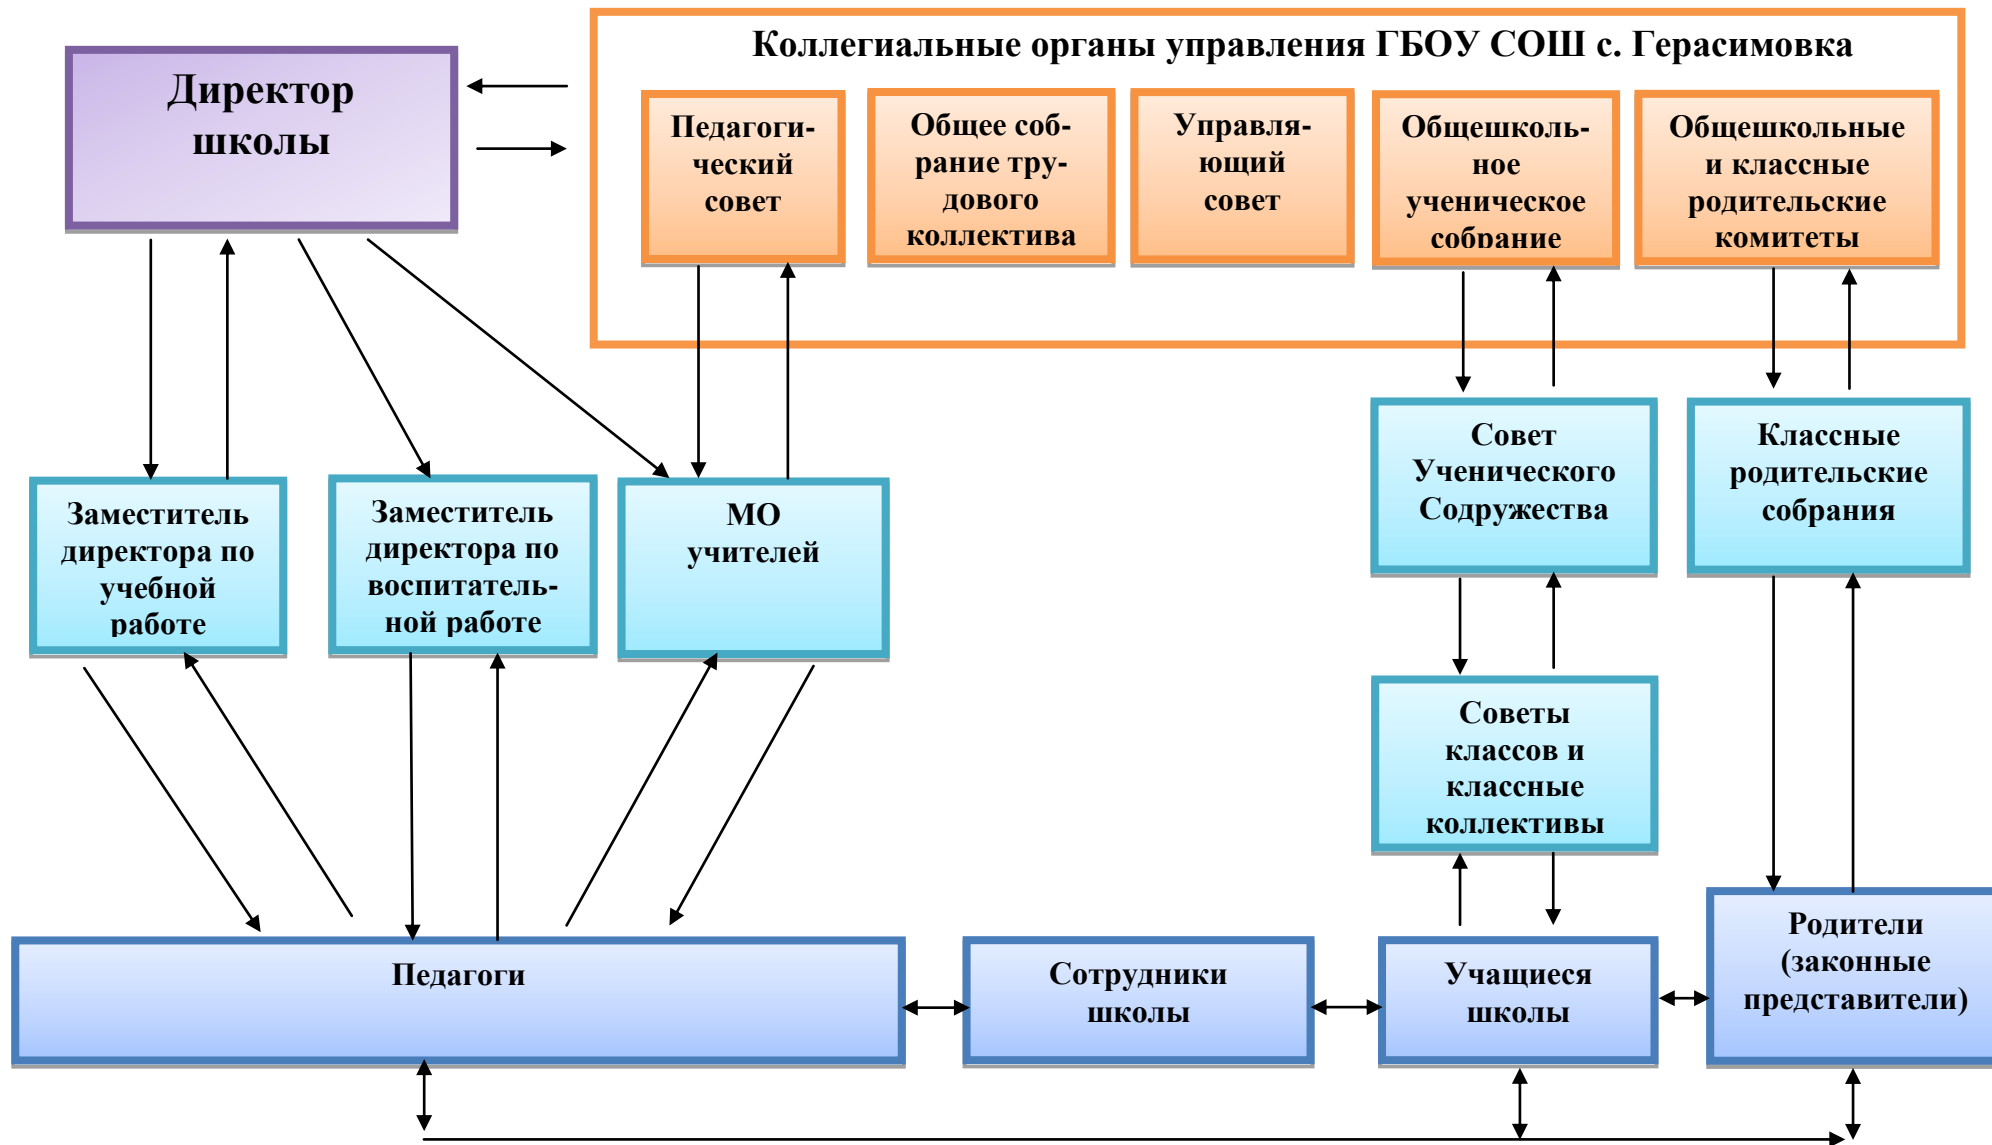 Директор
школы
Коллегиальные органы управления ГБОУ СОШ с. Герасимовка
Педагоги-
ческий
совет
Общее соб-
рание тру-
дового
коллектива
Управля-
ющий
совет
Общешколь-
ное
ученическое
собрание
Общешкольные
и классные
родительские
комитеты
Заместитель
директора по
учебной
работе
Заместитель
директора по
воспитатель-
ной работе
МО
учителей
Совет
Ученического
Содружества
Классные
родительские
собрания
Советы
классов и
классные
коллективы
Педагоги
Сотрудники
школы
Учащиеся
школы
Родители
(законные
представители)